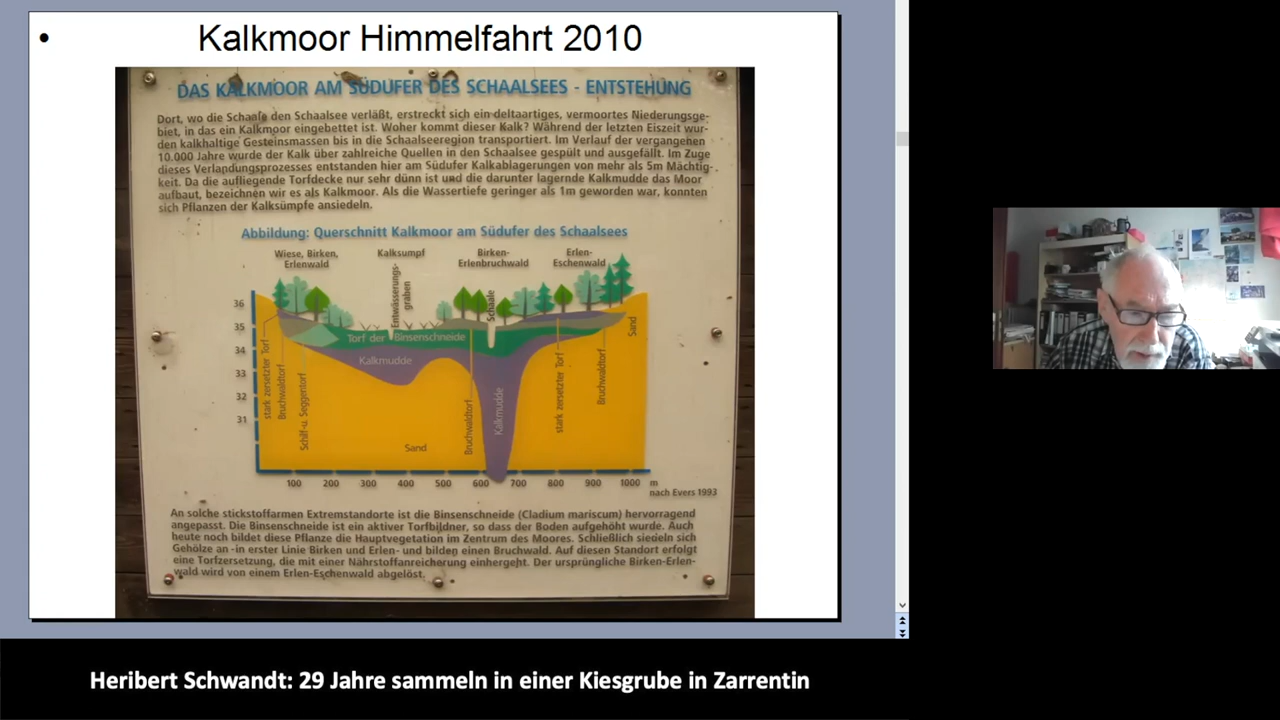 • Kalkmoor Himmelfahrt 2010
DAS KALKMOOR AM SÜDUFER DES SCHAALSEES - ENTSTEHUNG
Dort, wo die Schaale den Schaalsee verläßt, erstreckt sich ein deltaartiges, vermoortes Niederungsge-
biet, in das ein Kalkmoor eingebettet ist. Woher kommt dieser Kalk? Während der letzten Eiszeit wur-
den kalkhaltige Gesteinsmassen bis in die Schaalseeregion transportiert. Im Verlauf der vergangenen
10.000 Jahre wurde der Kalk über zahlreiche Quellen in den Schaalsee gespült und ausgefällt. Im Zuge
dieses Verlandungsprozesses entstanden hier am Südufer Kalkablagerungen von mehr als 5m Mächtig-
keit. Da die aufliegende Torfdecke nur sehr dünn ist und die darunter lagernde Kalkmudde das Moor
aufbaut, bezeichnen wir es als Kalkmoor. Als die Wassertiefe geringer als 1m geworden war, konnten
sich Pflanzen der Kalksümpfe ansiedeln.
Abbildung: Querschnitt Kalkmoor am Südufer des Schaalsees
Wiese, Birken,
Erlenwald
Kalksumpf
Birken-
Erlenbruchwald
Erlen-
Eschenwald
Entwässerungs-
graben
Schaale
36
35
34
33
32
31
Torf der Binsenschneide
Kalkmudde
stark zersetzter Torf
Bruchwaldtorf
Schilf-u. Seggentorf
Sand
Bruchwaldtorf
Kalkmudde
stark zersetzter Torf
Bruchwaldtorf
Sand
100 200 300 400 500 600 700 800 900 1000 m
nach Evers 1993
An solche stickstoffarmen Extremstandorte ist die Binsenschneide (Cladium mariscum) hervorragend
angepasst. Die Binsenschneide ist ein aktiver Torfbildner, so dass der Boden aufgehöht wurde. Auch
heute noch bildet diese Pflanze die Hauptvegetation im Zentrum des Moores. Schließlich siedeln sich
Gehölze an -in erster Linie Birken und Erlen- und bilden einen Bruchwald. Auf diesen Standort erfolgt
eine Torfzersetzung, die mit einer Nährstoffanreicherung einhergeht. Der ursprüngliche Birken-Erlen-
wald wird von einem Erlen-Eschenwald abgelöst.
Heribert Schwandt: 29 Jahre sammeln in einer Kiesgrube in Zarrentin